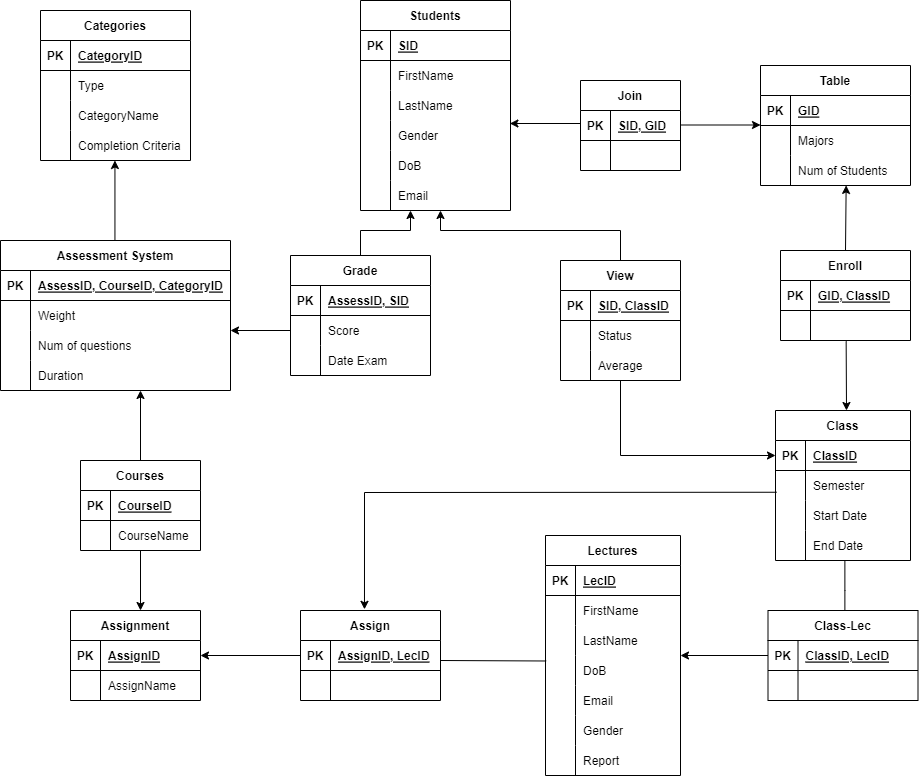 Categories
PK CategoryID
Type
CategoryName
Completion Criteria
Students
PK SID
FirstName
LastName
Gender
DoB
Email
Join
PK SID, GID
Table
PK GID
Majors
Num of Students
Assessment System
PK AssessID, CourseID, CategoryID
Weight
Num of questions
Duration
Grade
PK AssessID, SID
Score
Date Exam
View
PK SID, ClassID
Status
Average
Enroll
PK GID, ClassID
Class
PK ClassID
Semester
Start Date
End Date
Courses
PK CourseID
CourseName
Lectures
PK LecID
FirstName
LastName
DoB
Email
Gender
Report
Assignment
PK AssignID
AssignName
Assign
PK AssignID, LecID
Class-Lec
PK ClassID, LecID